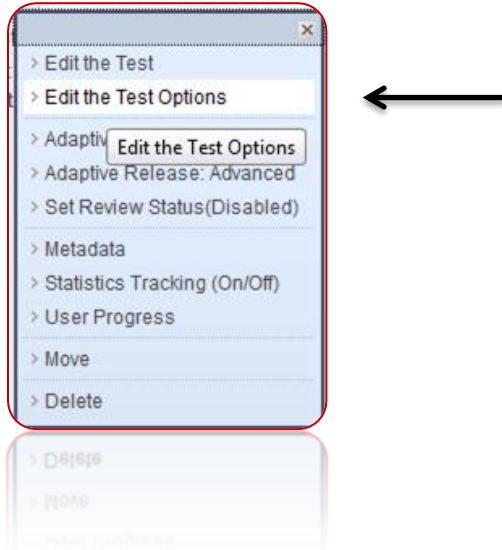 > Edit the Test
> Edit the Test Options
> Adaptiv
Edit the Test Options
> Adaptive Release: Advanced
> Set Review Status(Disabled)
> Metadata
> Statistics Tracking (On/Off)
> User Progress
> Move
> Delete